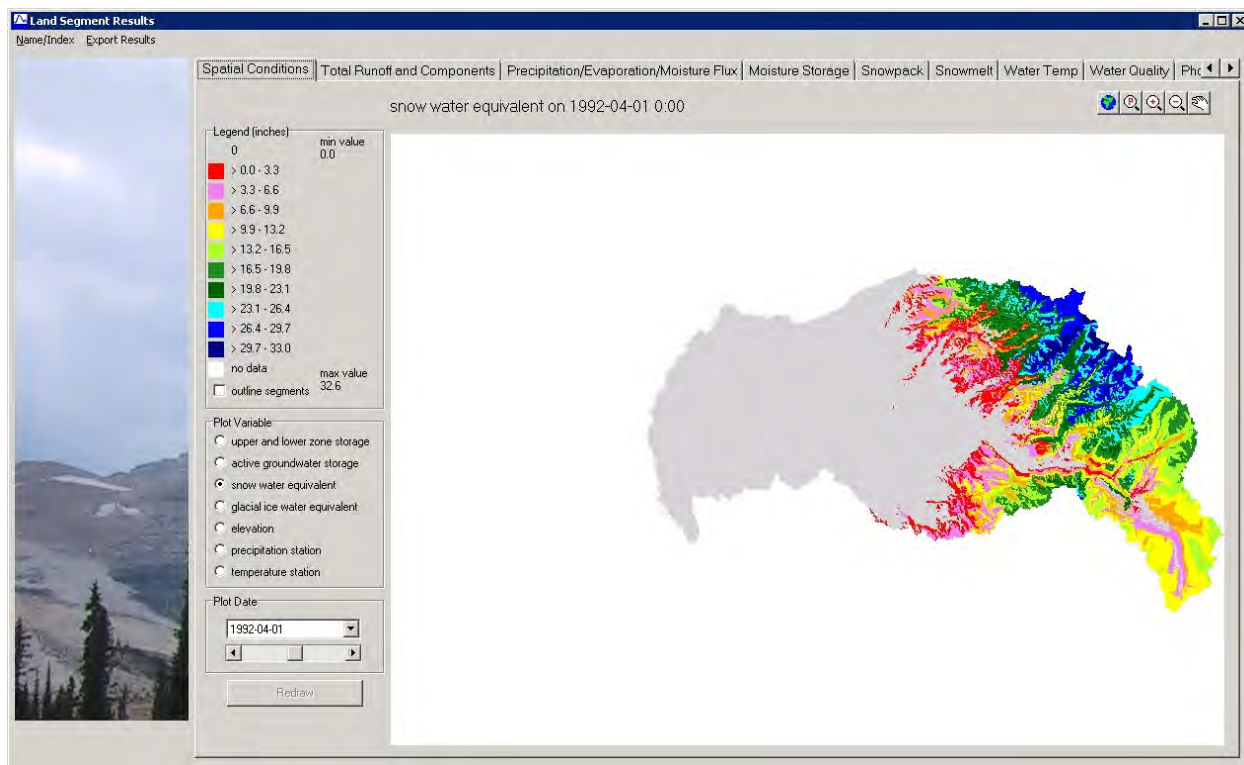 Land Segment Results
Name/Index Export Results
Spatial Conditions Total Runoff and Components Precipitation/Evaporation/Moisture Flux Moisture Storage Snowpack Snowmelt Water Temp Water Quality
snow water equivalent on 1992-04-01 0:00
Legend (inches)
0
min value
0.0
> 0.0 - 3.3
> 3.3 - 6.6
> 6.6 - 9.9
> 9.9 - 13.2
> 13.2 - 16.5
> 16.5 - 19.8
> 19.8 - 23.1
> 23.1 - 26.4
> 26.4 - 29.7
> 29.7 - 33.0
no data
max value
32.6
outline segments
Plot Variable
upper and lower zone storage
active groundwater storage
snow water equivalent
glacial ice water equivalent
elevation
precipitation station
temperature station
Plot Date
1992-04-01
Redraw